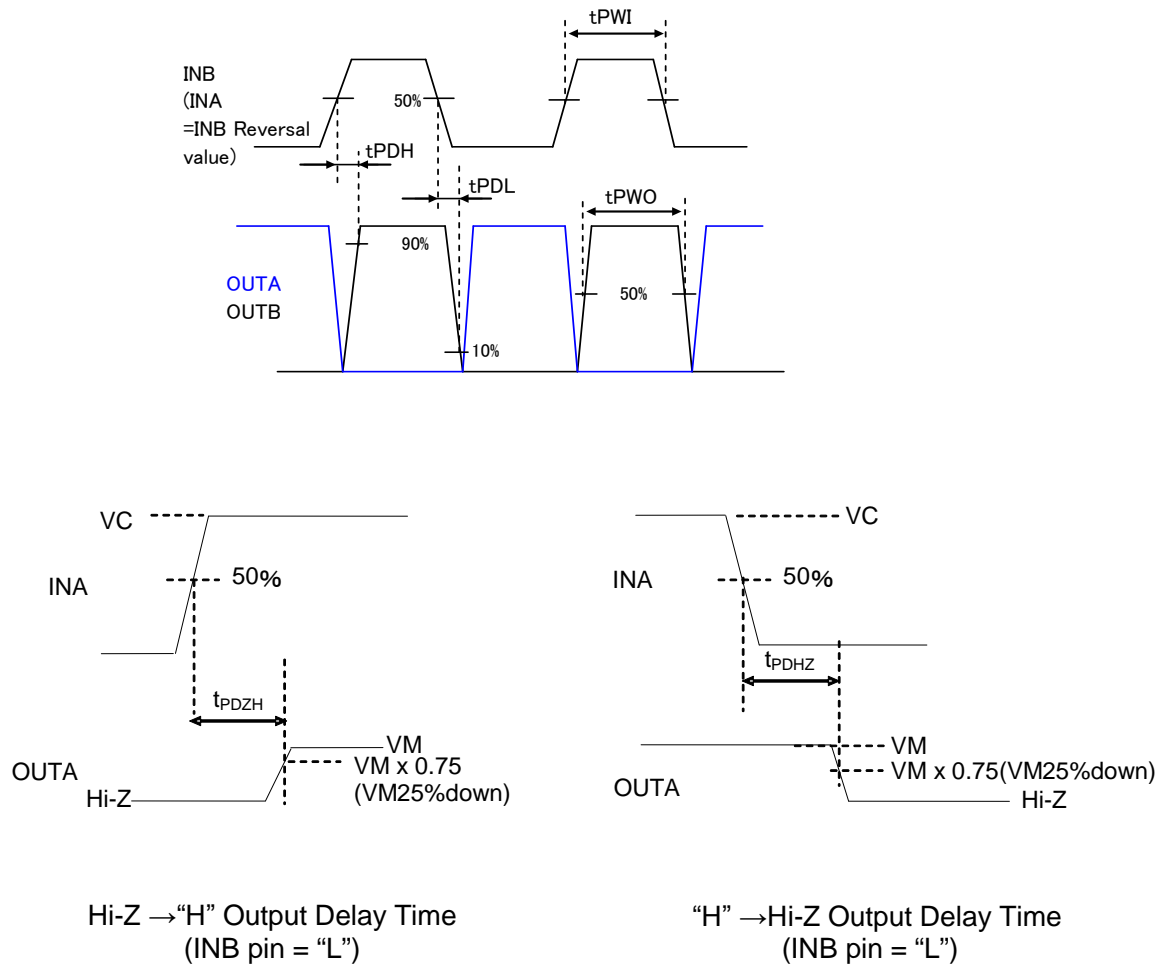 tPWI
INB
(INA
=INB Reversal
value)
50%
tPDH
tPDL
tPWO
90%
OUTA
OUTB
50%
10%
VC
INA
50%
tPDZH
OUTA
VM
VM x 0.75
(VM25%down)
Hi-Z
Hi-Z →“H” Output Delay Time
(INB pin = “L”)
VC
INA
50%
tPDHZ
VM
VM x 0.75(VM25%down)
OUTA
Hi-Z
“H” →Hi-Z Output Delay Time
(INB pin = “L”)